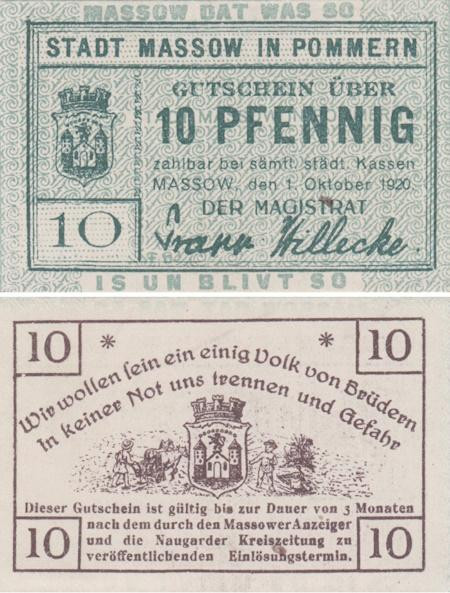 MASSOW DAT WAS SO
STADT MASSOW IN POMMERN
GUTSCHEIN ÜBER
10 PFENNIG
zahlbar bei sämtl. städt. Kassen
MASSOW, den 1. Oktober 1920.
DER MAGISTRAT
10
IS UN BLIVT SO
10 * * 10
Wir wollen sein ein einig Volk von Brüdern
In keiner Not uns trennen und Gefahr
Dieser Gutschein ist gültig bis zur Dauer von 3 Monaten
nach dem durch den Massower Anzeiger
und die Naugarder Kreiszeitung zu
veröffentlichenden Einlösungstermin.
10 10